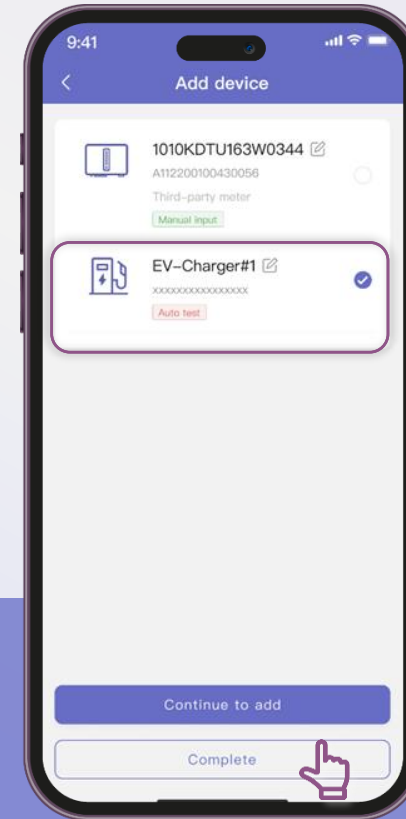 9:41
Add device
1010KDTU163W0344
A112200100430056
Third-party meter
Manual input
EV-Charger#1
xxxxxxxxxxxxxxxx
Auto test
Continue to add
Complete